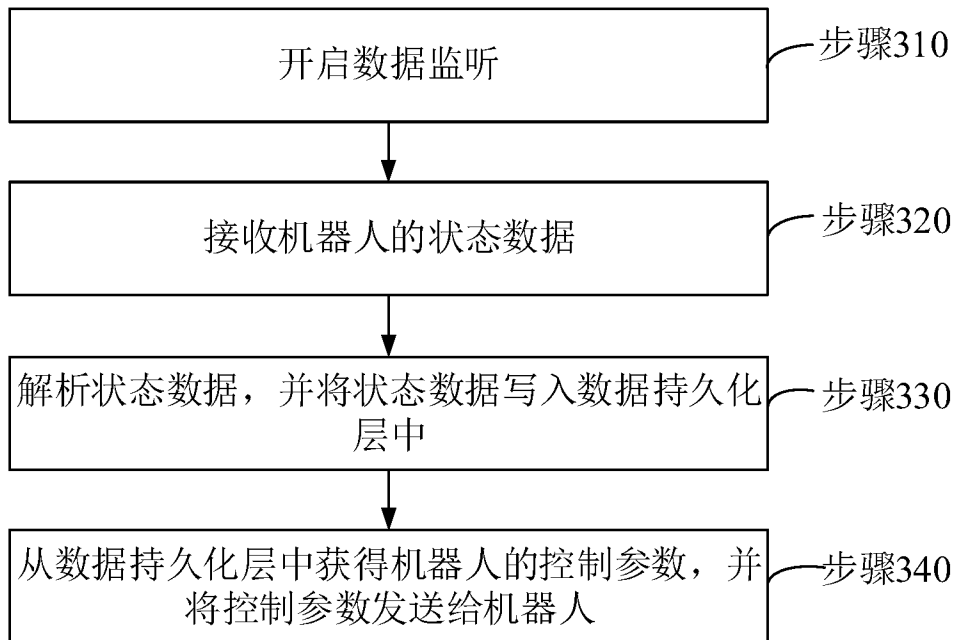 开启数据监听
步骤310
接收机器人的状态数据
步骤320
解析状态数据，并将状态数据写入数据持久化
层中
步骤330
从数据持久化层中获得机器人的控制参数，并
将控制参数发送给机器人
步骤340